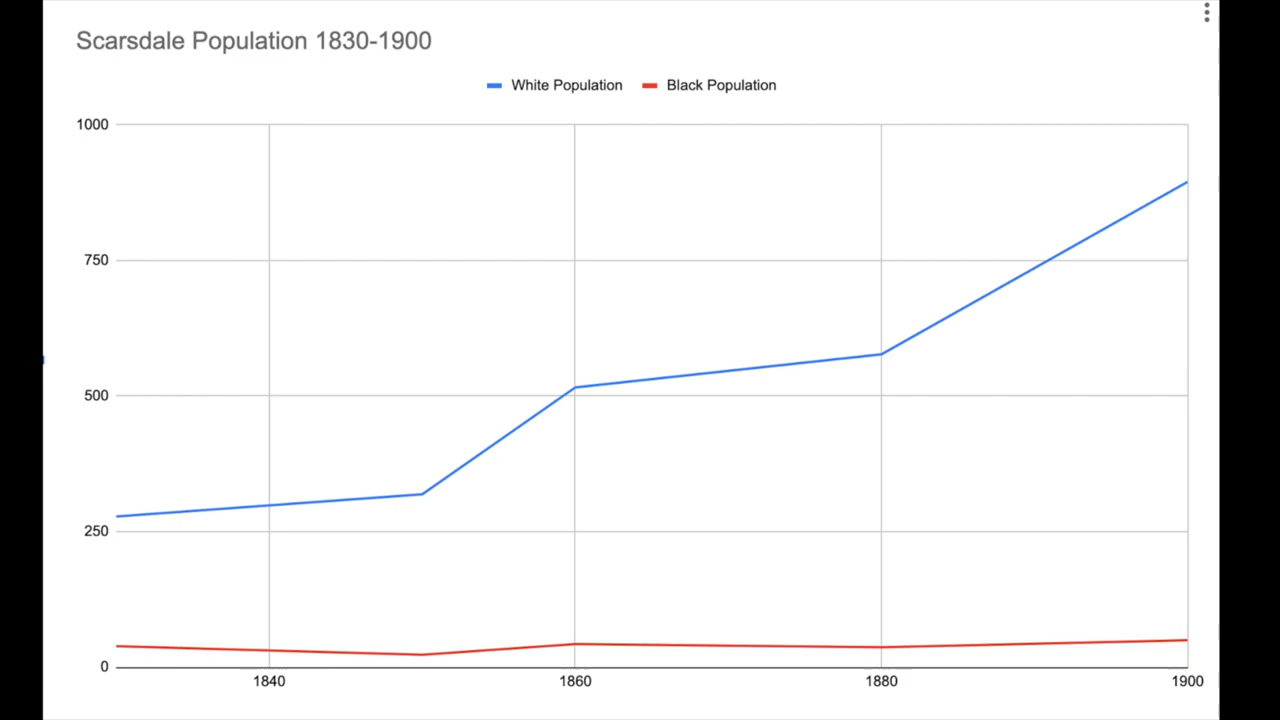 Scarsdale Population 1830-1900
White Population Black Population
1000
750
500
250
0
1840 1860 1880 1900